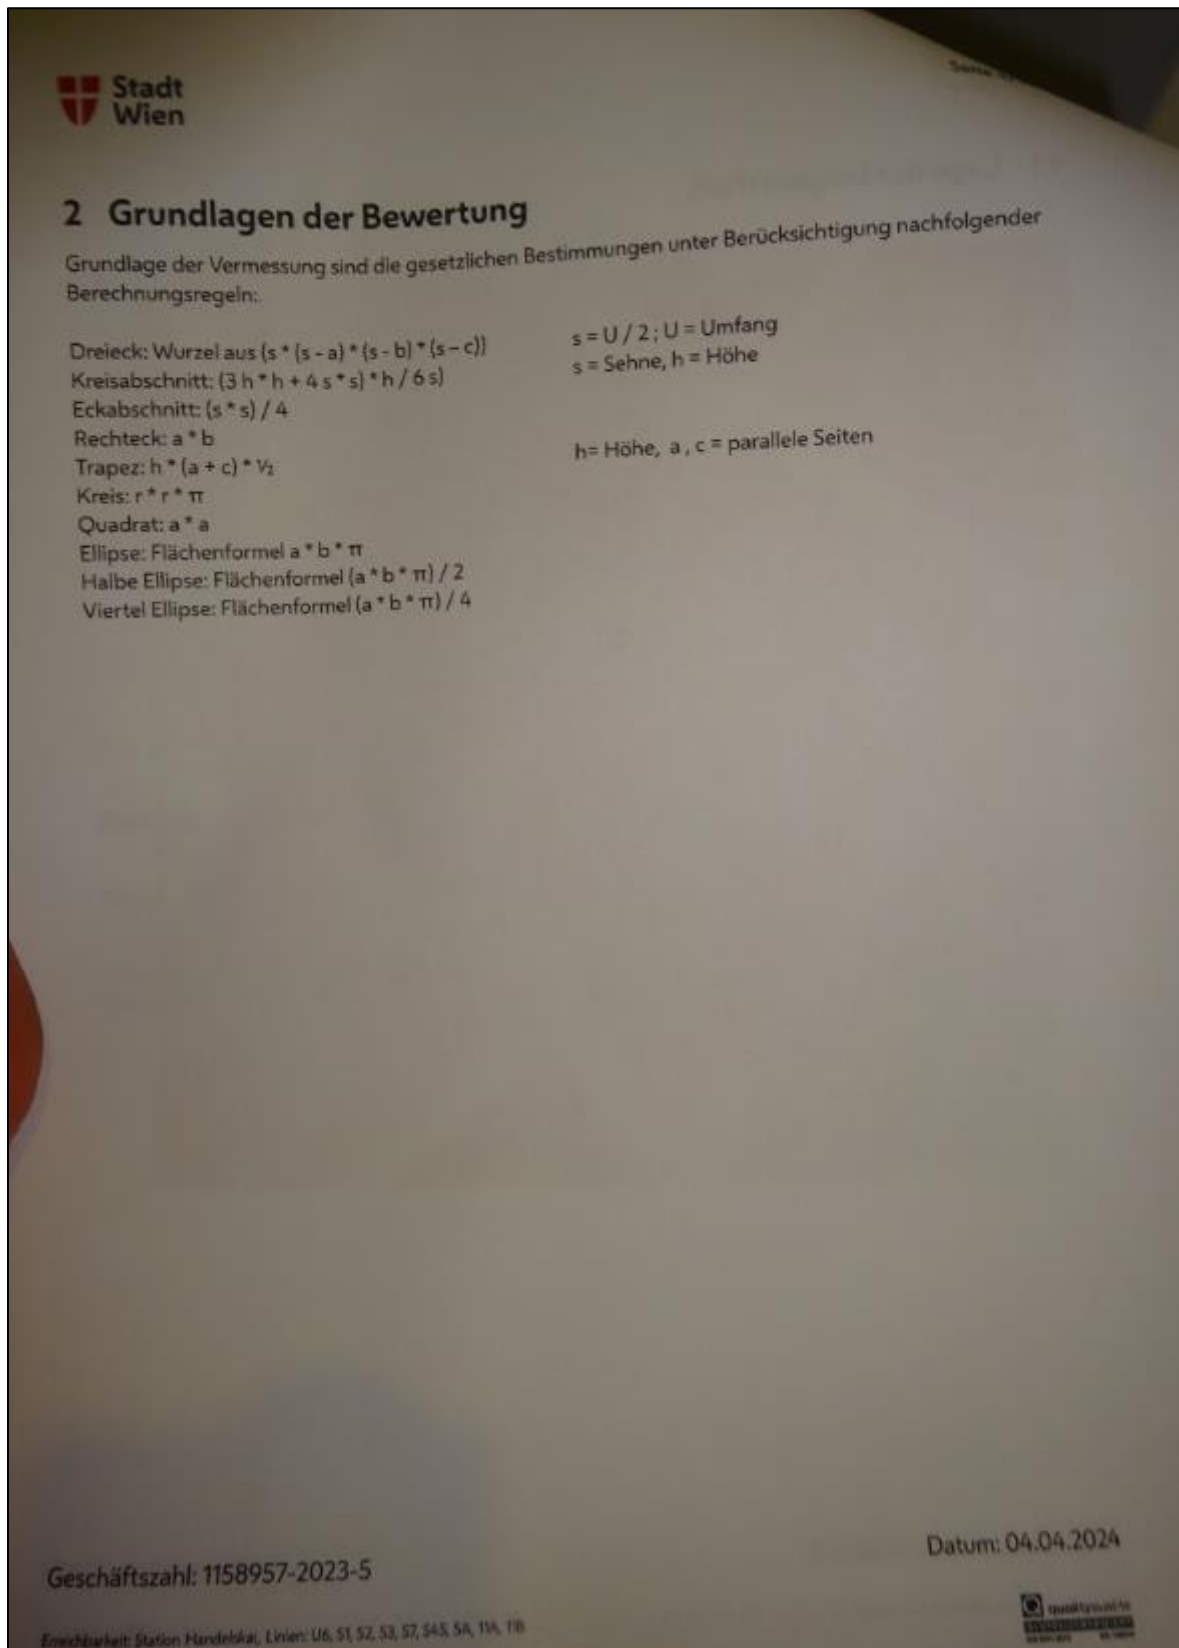 Stadt
Wien
2 Grundlagen der Bewertung
Grundlage der Vermessung sind die gesetzlichen Bestimmungen unter Berücksichtigung nachfolgender
Berechnungsregeln:
Dreieck: Wurzel aus (s * (s - a) * (s - b) * (s – c)) s = U / 2 ; U = Umfang
Kreisabschnitt: (3 h * h + 4 s * s) * h / 6 s) s = Sehne, h = Höhe
Eckabschnitt: (s * s) / 4
Rechteck: a * b
Trapez: h * (a + c) * ½ h= Höhe, a , c = parallele Seiten
Kreis: r * r * π
Quadrat: a * a
Ellipse: Flächenformel a * b * π
Halbe Ellipse: Flächenformel (a * b * π) / 2
Viertel Ellipse: Flächenformel (a * b * π) / 4
Geschäftszahl: 1158957-2023-5
Datum: 04.04.2024
Erreichbarkeit: Station Handelskai, Linien: U6, S1, S2, S3, S7, S45, 5A, 11A, 11B